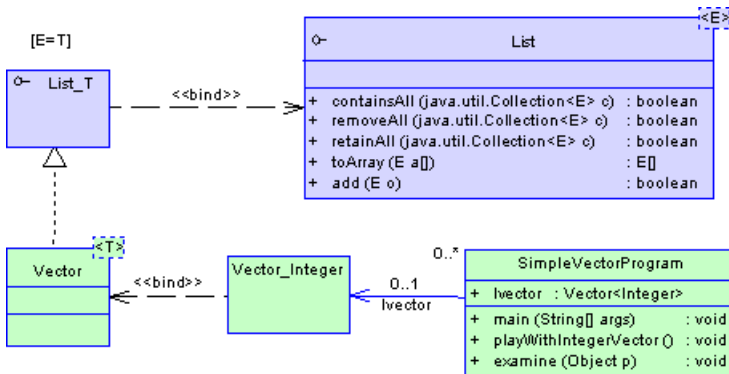 <E>
[E=T]
List
List_T
<<bind>>
+ containsAll (java.util.Collection<E> c) : boolean
+ removeAll (java.util.Collection<E> c) : boolean
+ retainAll (java.util.Collection<E> c) : boolean
+ toArray (E a[]) : E[]
+ add (E o) : boolean
<T>
Vector
<<bind>>
Vector_Integer
0..1
lvector
0..*
SimpleVectorProgram
+ lvector : Vector<Integer>
+ main (String[] args) : void
+ playWithIntegerVector () : void
+ examine (Object p) : void